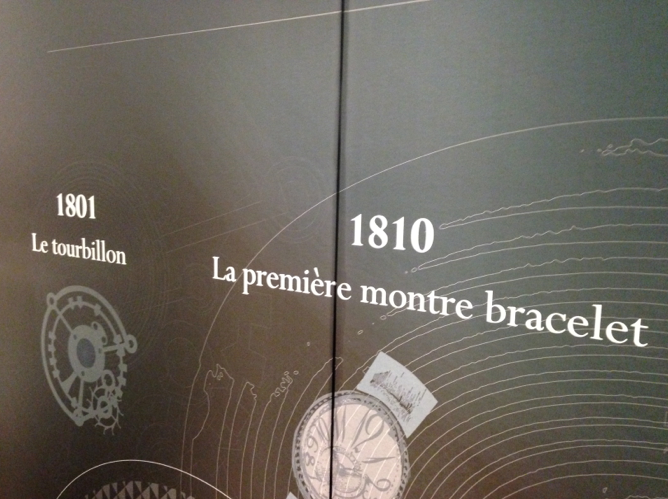 1801
Le tourbillon
1810
La première montre bracelet